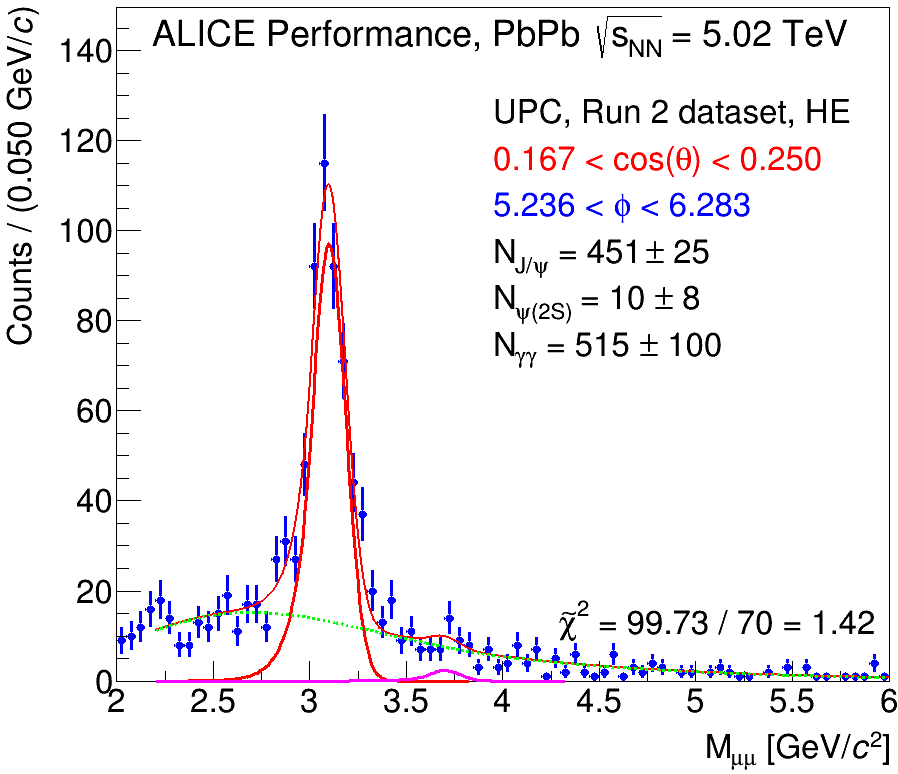 ALICE Performance, PbPb √sNN = 5.02 TeV
UPC, Run 2 dataset, HE
0.167 < cos(θ) < 0.250
5.236 < ϕ < 6.283
NJ/ψ = 451 ± 25
Nψ(2S) = 10 ± 8
Nγγ = 515 ± 100
χ̃² = 99.73 / 70 = 1.42
Counts / (0.050 GeV/c)
140
120
100
80
60
40
20
0
2 2.5 3 3.5 4 4.5 5 5.5 6
Mμμ [GeV/c²]